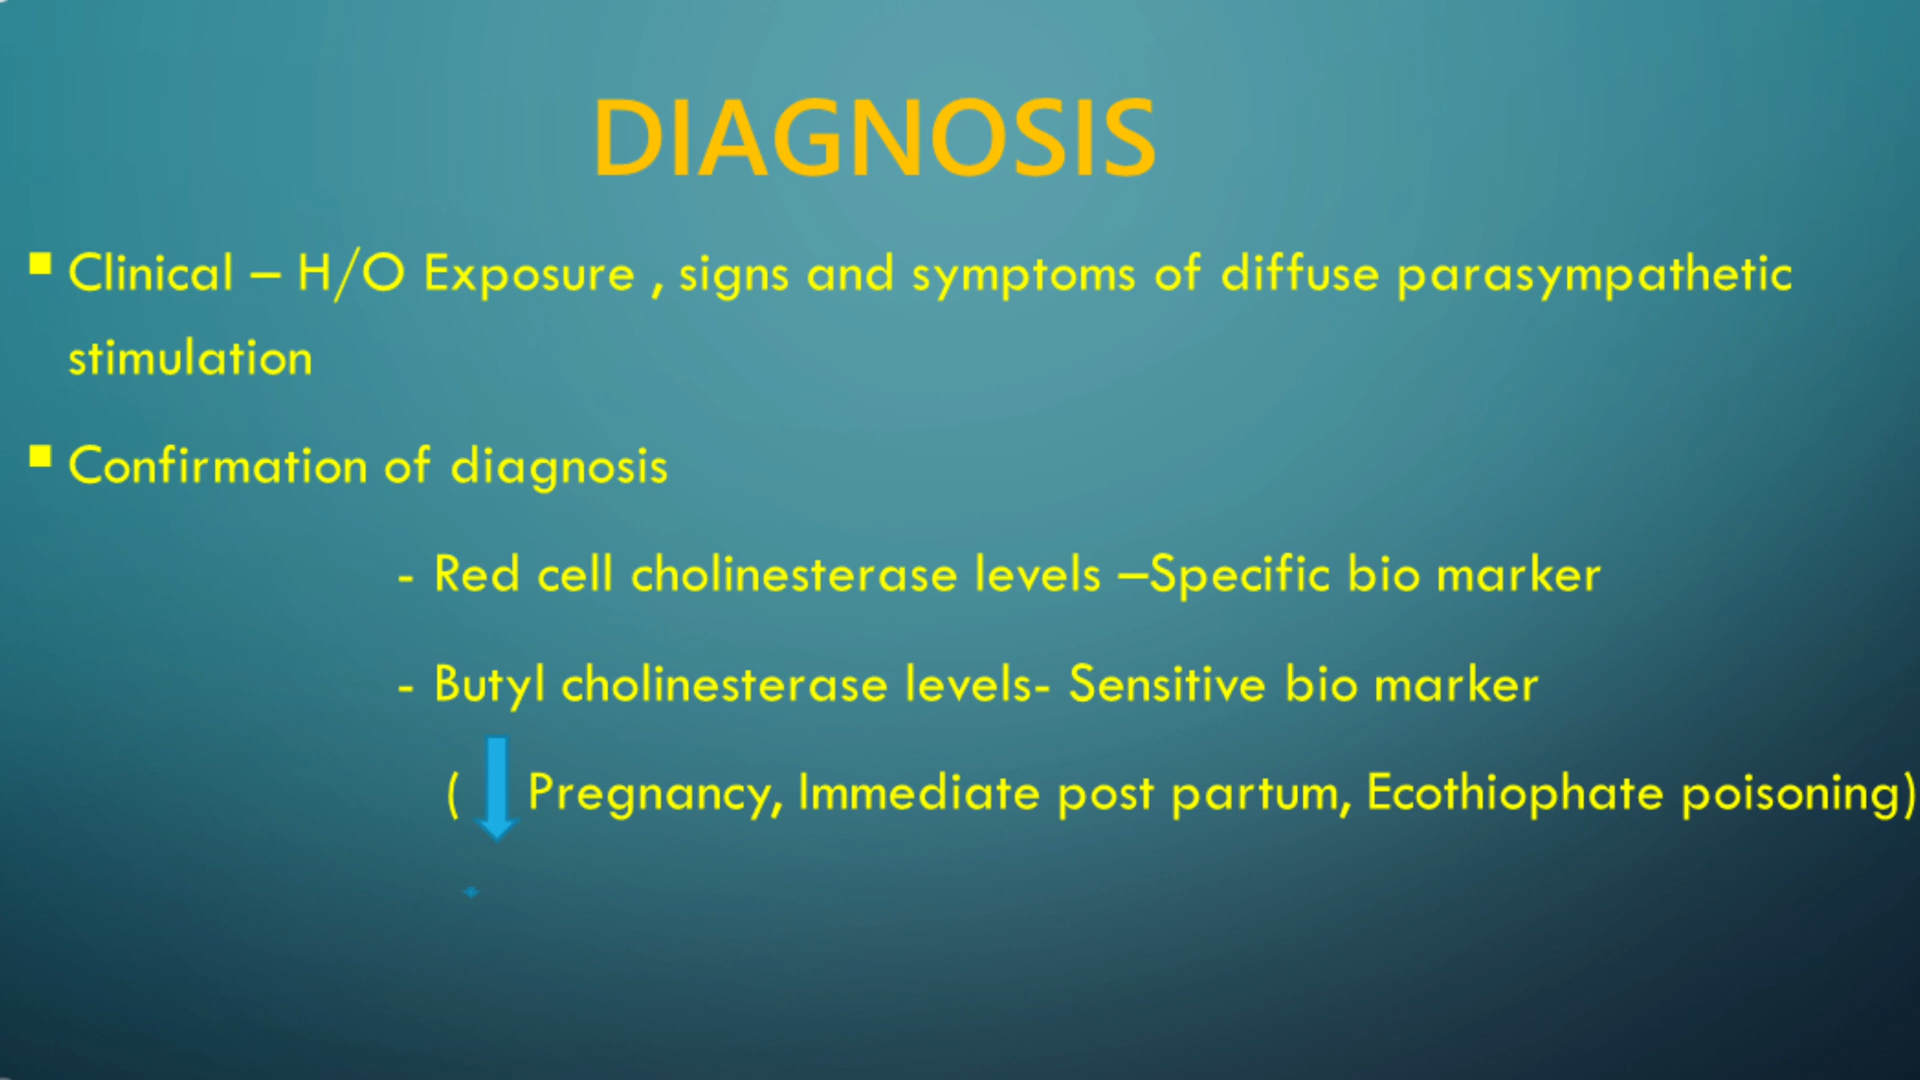 DIAGNOSIS
Clinical – H/O Exposure , signs and symptoms of diffuse parasympathetic
stimulation
Confirmation of diagnosis
- Red cell cholinesterase levels –Specific bio marker
- Butyl cholinesterase levels- Sensitive bio marker
( Pregnancy, Immediate post partum, Ecothiophate poisoning)